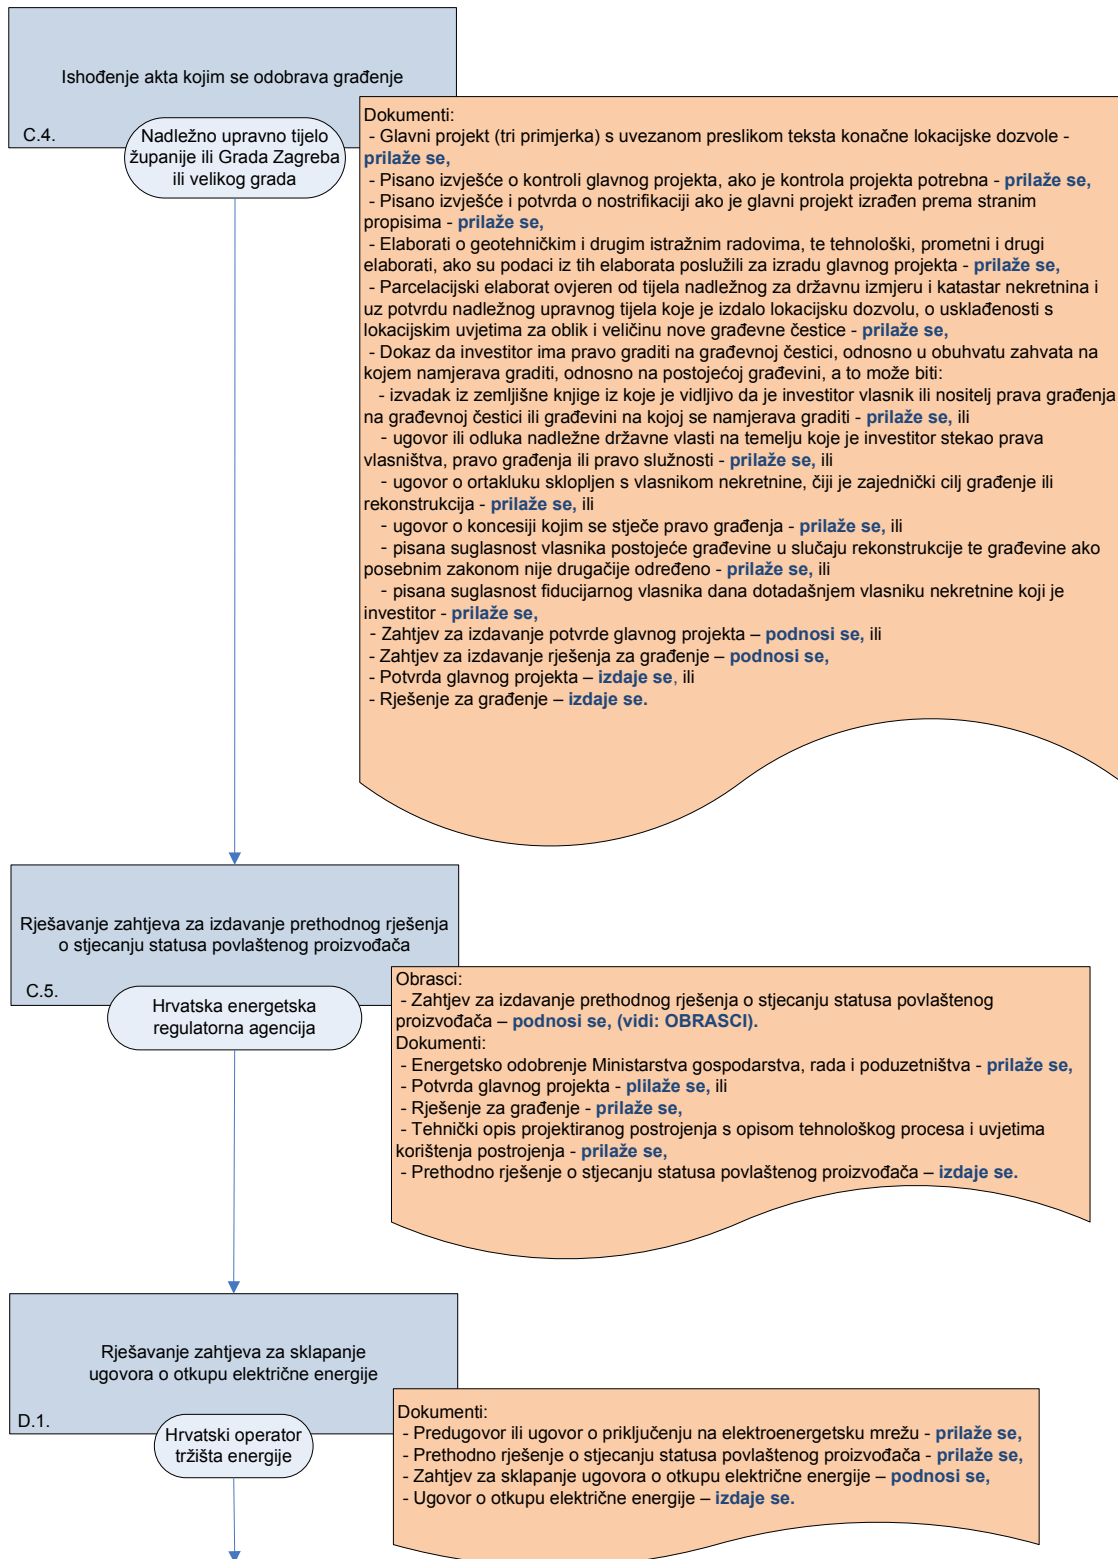 Ishođenje akta kojim se odobrava građenje
C.4.
Nadležno upravno tijelo
županije ili Grada Zagreba
ili velikog grada
Dokumenti:
- Glavni projekt (tri primjerka) s uvezanom preslikom teksta konačne lokacijske dozvole -
prilaže se,
- Pisano izvješće o kontroli glavnog projekta, ako je kontrola projekta potrebna - prilaže se,
- Pisano izvješće i potvrda o nostrifikaciji ako je glavni projekt izrađen prema stranim
propisima - prilaže se,
- Elaborati o geotehničkim i drugim istražnim radovima, te tehnološki, prometni i drugi
elaborati, ako su podaci iz tih elaborata poslužili za izradu glavnog projekta - prilaže se,
- Parcelacijski elaborat ovjeren od tijela nadležnog za državnu izmjeru i katastar nekretnina i
uz potvrdu nadležnog upravnog tijela koje je izdalo lokacijsku dozvolu, o usklađenosti s
lokacijskim uvjetima za oblik i veličinu nove građevne čestice - prilaže se,
- Dokaz da investitor ima pravo graditi na građevnoj čestici, odnosno u obuhvatu zahvata na
kojem namjerava graditi, odnosno na postojećoj građevini, a to može biti:
- izvadak iz zemljišne knjige iz koje je vidljivo da je investitor vlasnik ili nositelj prava građenja
na građevnoj čestici ili građevini na kojoj se namjerava graditi - prilaže se, ili
- ugovor ili odluka nadležne državne vlasti na temelju koje je investitor stekao prava
vlasništva, pravo građenja ili pravo služnosti - prilaže se, ili
- ugovor o ortakluku sklopljen s vlasnikom nekretnine, čiji je zajednički cilj građenje ili
rekonstrukcija - prilaže se, ili
- ugovor o koncesiji kojim se stječe pravo građenja - prilaže se, ili
- pisana suglasnost vlasnika postojeće građevine u slučaju rekonstrukcije te građevine ako
posebnim zakonom nije drugačije određeno - prilaže se, ili
- pisana suglasnost fiducijarnog vlasnika dana dotadašnjem vlasniku nekretnine koji je
investitor - prilaže se,
- Zahtjev za izdavanje potvrde glavnog projekta – podnosi se, ili
- Zahtjev za izdavanje rješenja za građenje – podnosi se,
- Potvrda glavnog projekta – izdaje se, ili
- Rješenje za građenje – izdaje se.
Rješavanje zahtjeva za izdavanje prethodnog rješenja
o stjecanju statusa povlaštenog proizvođača
C.5.
Hrvatska energetska
regulatorna agencija
Obrasci:
- Zahtjev za izdavanje prethodnog rješenja o stjecanju statusa povlaštenog
proizvođača – podnosi se, (vidi: OBRASCI).
Dokumenti:
- Energetsko odobrenje Ministarstva gospodarstva, rada i poduzetništva - prilaže se,
- Potvrda glavnog projekta - plilaže se, ili
- Rješenje za građenje - prilaže se,
- Tehnički opis projektiranog postrojenja s opisom tehnološkog procesa i uvjetima
korištenja postrojenja - prilaže se,
- Prethodno rješenje o stjecanju statusa povlaštenog proizvođača – izdaje se.
Rješavanje zahtjeva za sklapanje
ugovora o otkupu električne energije
D.1.
Hrvatski operator
tržišta energije
Dokumenti:
- Predugovor ili ugovor o priključenju na elektroenergetsku mrežu - prilaže se,
- Prethodno rješenje o stjecanju statusa povlaštenog proizvođača - prilaže se,
- Zahtjev za sklapanje ugovora o otkupu električne energije – podnosi se,
- Ugovor o otkupu električne energije – izdaje se.